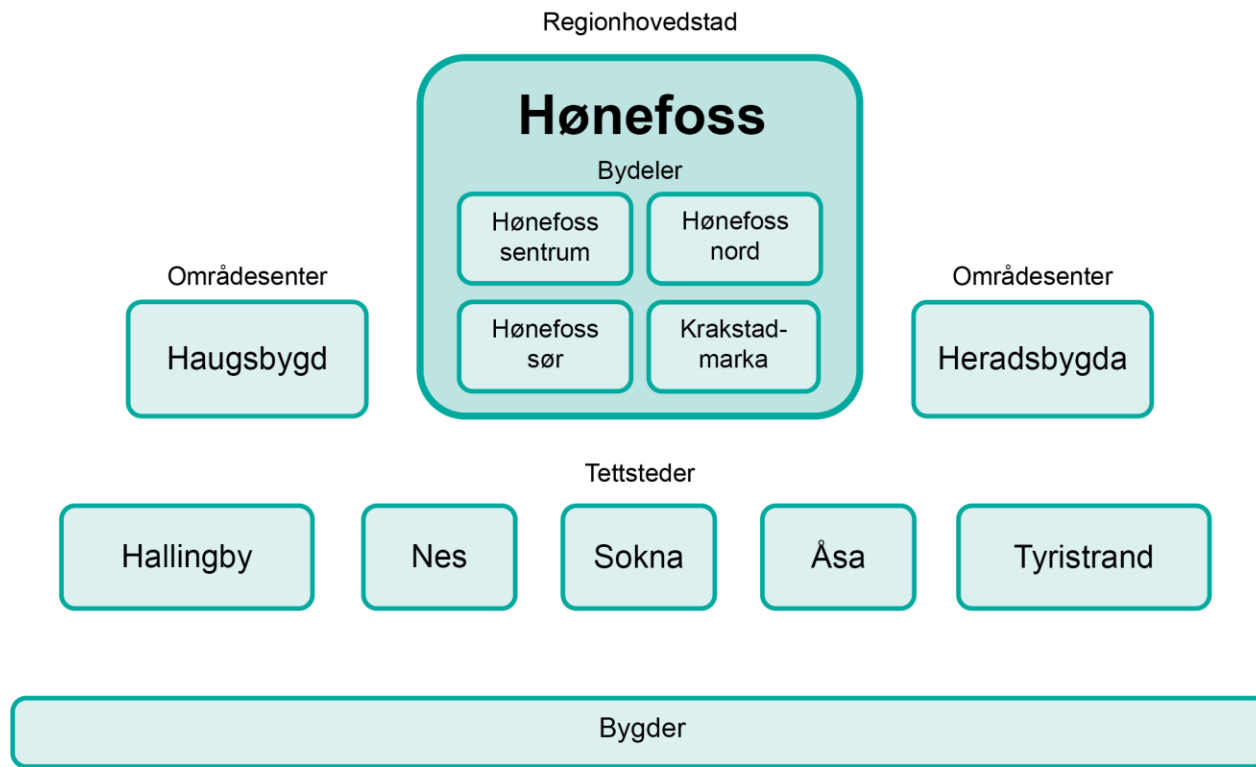 Regionhovedstad
Hønefoss
Bydeler
Hønefoss
sentrum
Hønefoss
nord
Hønefoss
sør
Krakstad-
marka
Områdesenter
Haugsbygd
Områdesenter
Heradsbygda
Tettsteder
Hallingby
Nes
Sokna
Åsa
Tyristrand
Bygder